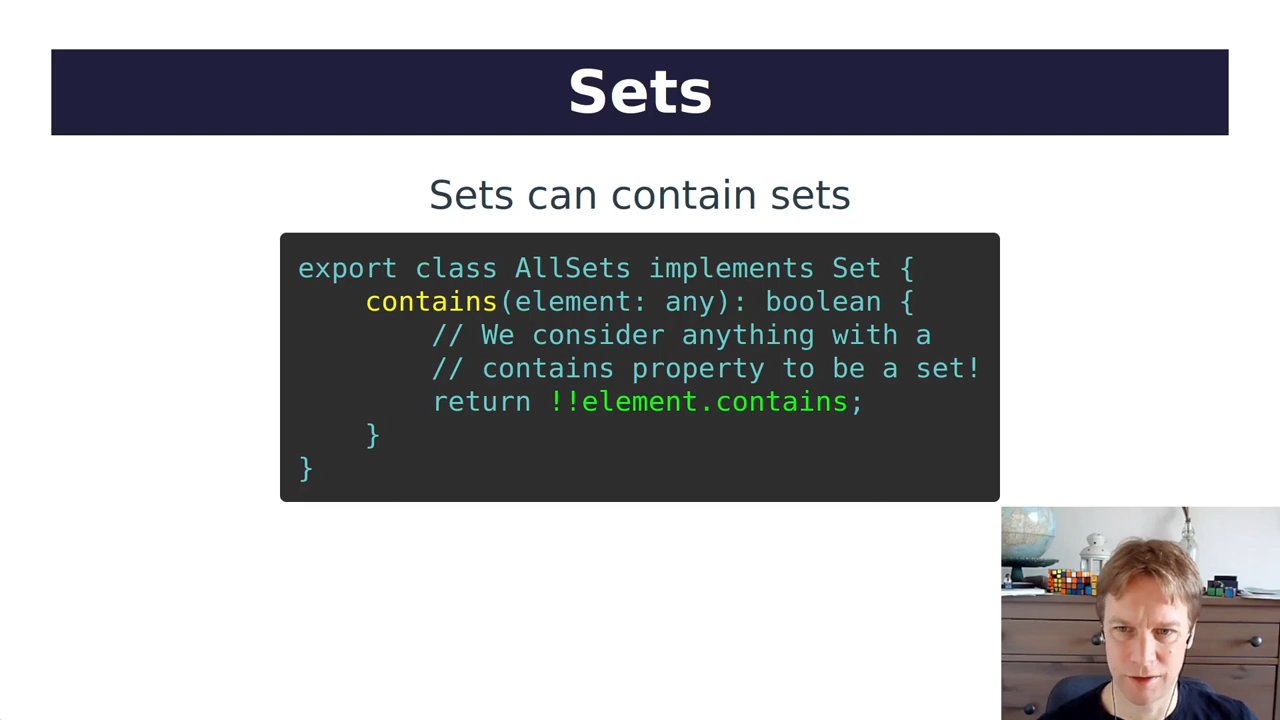 Sets
Sets can contain sets
export class AllSets implements Set {
    contains(element: any): boolean {
        // We consider anything with a
        // contains property to be a set!
        return !!element.contains;
    }
}